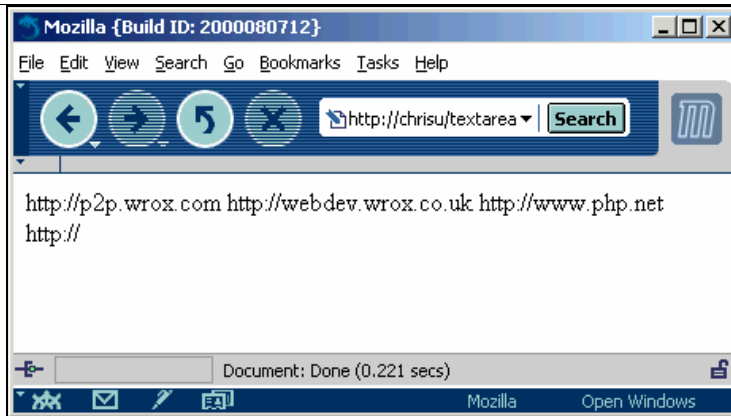 Mozilla {Build ID: 2000080712}
File Edit View Search Go Bookmarks Tasks Help
http://chrisu/textarea Search
http://p2p.wrox.com http://webdev.wrox.co.uk http://www.php.net
http://
Document: Done (0.221 secs)
Mozilla Open Windows